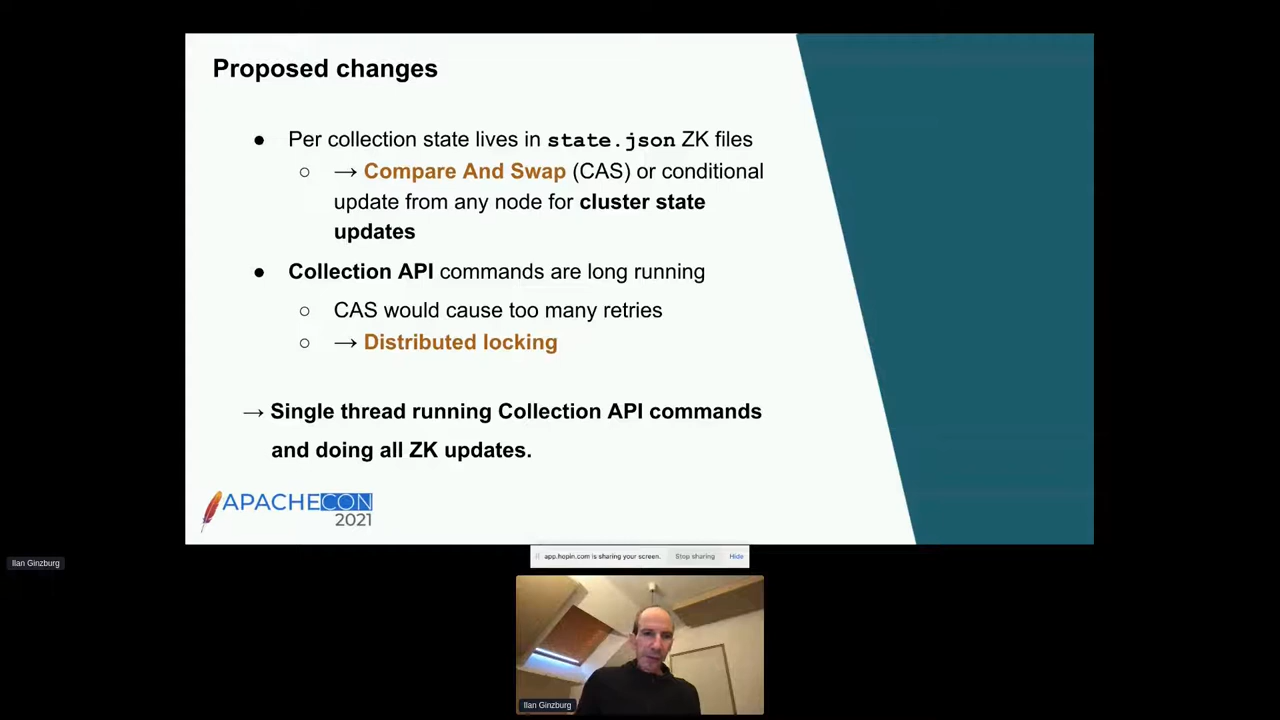 Proposed changes
● Per collection state lives in state.json ZK files
○ → Compare And Swap (CAS) or conditional
update from any node for cluster state
updates
● Collection API commands are long running
○ CAS would cause too many retries
○ → Distributed locking
→ Single thread running Collection API commands
and doing all ZK updates.
APACHECON
2021
app.hopin.com is sharing your screen. Stop sharing Hide
Ilan Ginzburg
Ilan Ginzburg